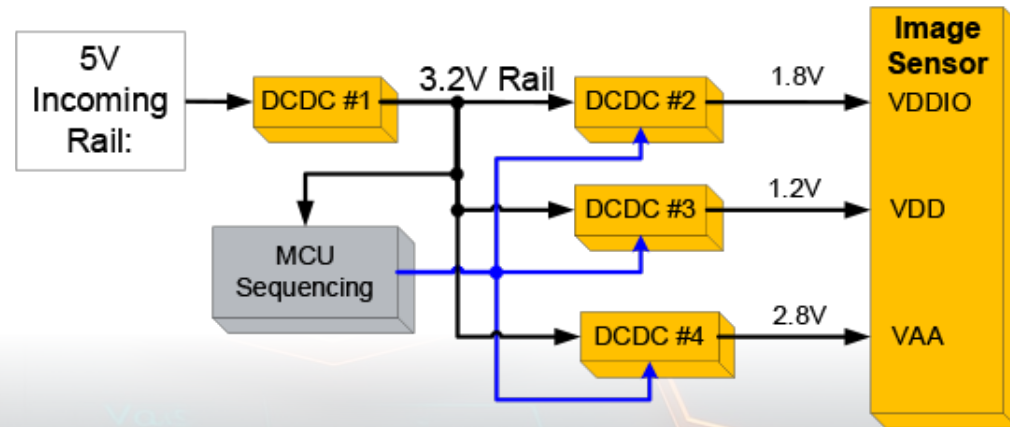 5V
Incoming
Rail:
DCDC #1
3.2V Rail
DCDC #2
1.8V
Image
Sensor
VDDIO
DCDC #3
1.2V
VDD
MCU
Sequencing
DCDC #4
2.8V
VAA